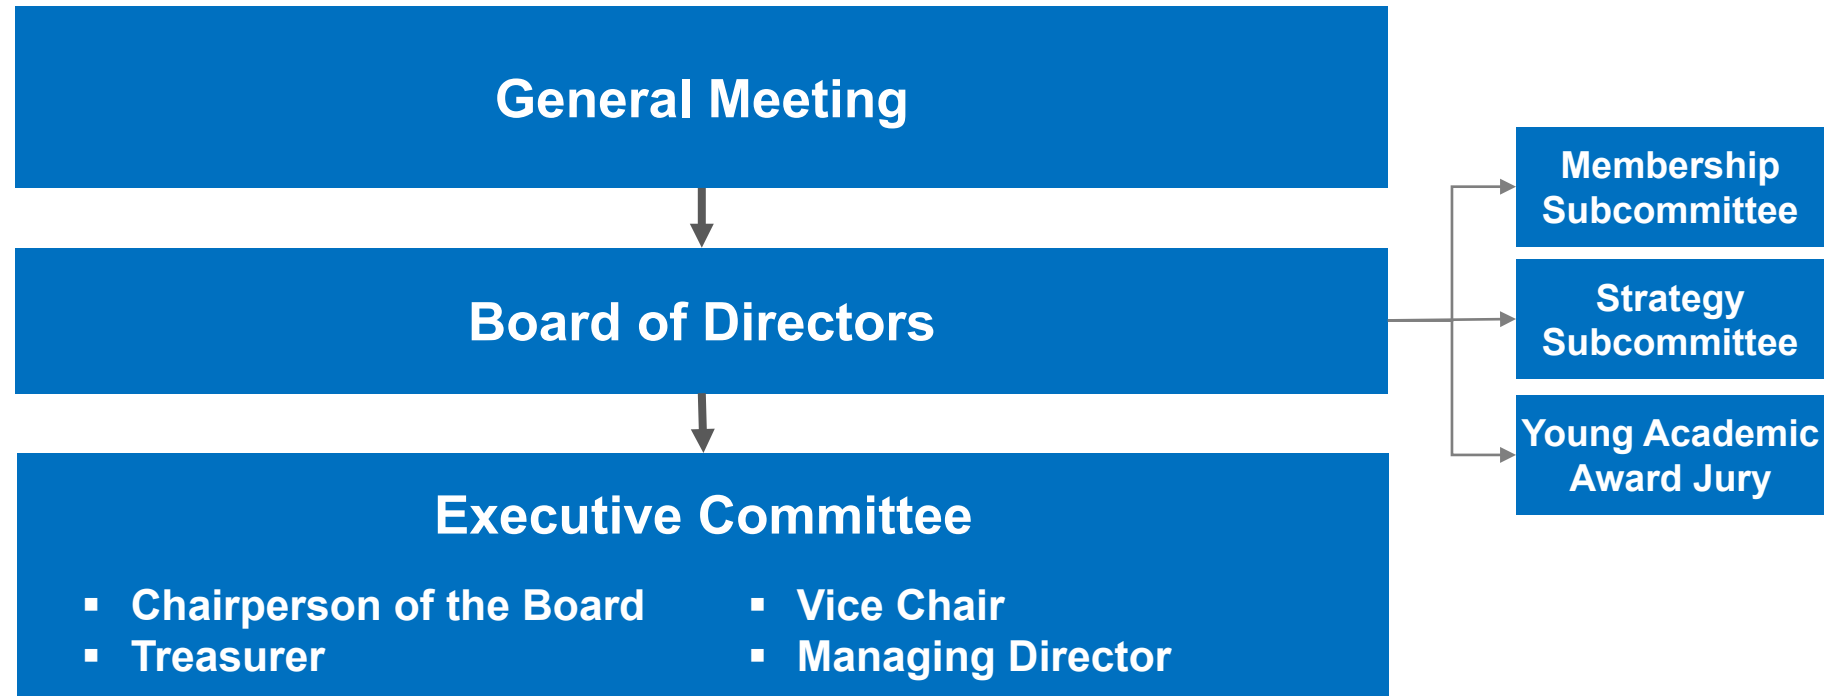 General Meeting
Board of Directors
Executive Committee
▪ Chairperson of the Board
▪ Treasurer
▪ Vice Chair
▪ Managing Director
Membership
Subcommittee
Strategy
Subcommittee
Young Academic
Award Jury